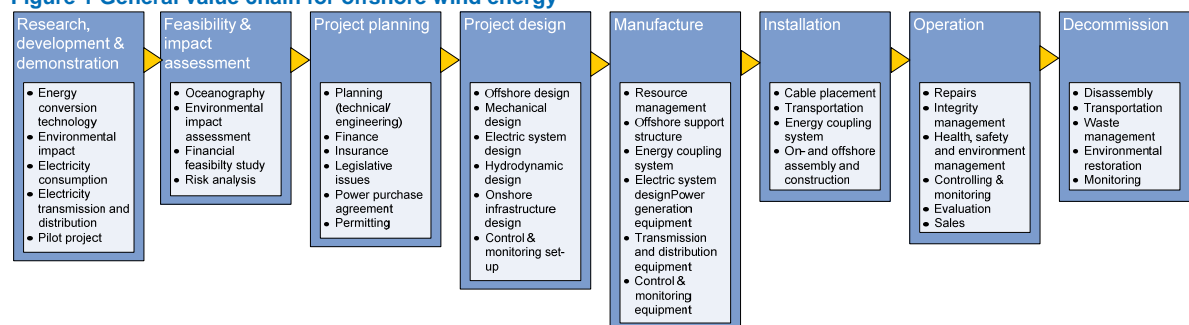 Figure 1 General value chain for offshore wind energy
Research,
development &
demonstration
• Energy
conversion
technology
• Environmental
impact
• Electricity
consumption
• Electricity
transmission and
distribution
• Pilot project
Feasibility &
impact
assessment
• Oceanography
• Environmental
impact
assessment
• Financial
feasibilty study
• Risk analysis
Project planning
• Planning
(technical/
engineering)
• Finance
• Insurance
• Legislative
issues
• Power purchase
agreement
• Permitting
Project design
• Offshore design
• Mechanical
design
• Electric system
design
• Hydrodynamic
design
• Onshore
infrastructure
design
• Control &
monitoring set-
up
Manufacture
• Resource
management
• Offshore support
structure
• Energy coupling
system
• Electric system
designPower
generation
equipment
• Transmission
and distribution
equipment
• Control &
monitoring
equipment
Installation
• Cable placement
• Transportation
• Energy coupling
system
• On- and offshore
assembly and
construction
Operation
• Repairs
• Integrity
management
• Health, safety
and environment
management
• Controlling &
monitoring
• Evaluation
• Sales
Decommission
• Disassembly
• Transportation
• Waste
management
• Environmental
restoration
• Monitoring